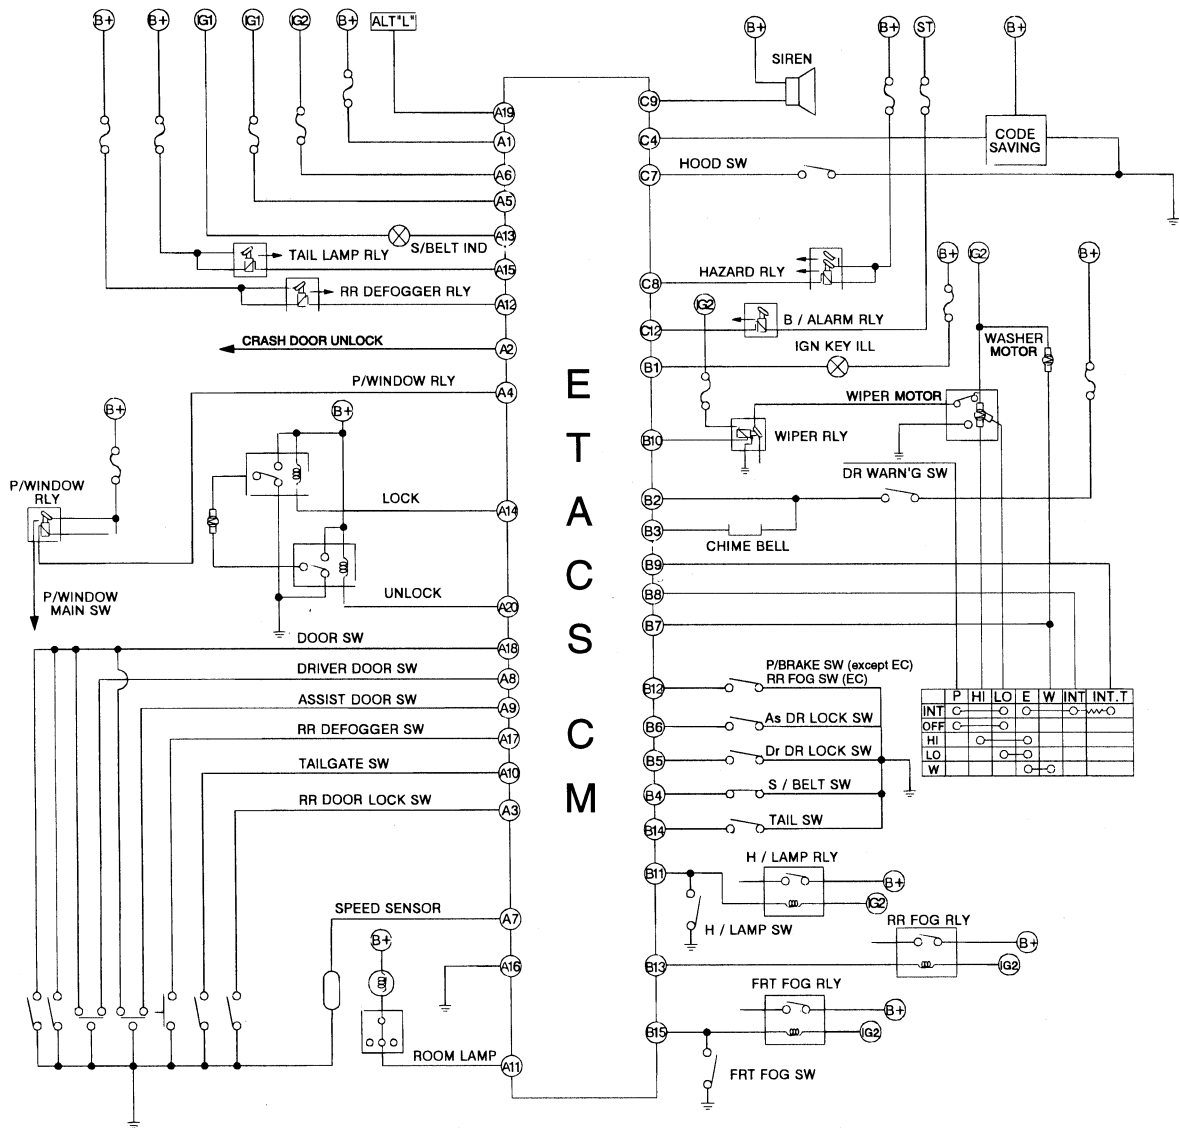 B+ B+ IG1 IG1 IG2 B+ ALT"L"
B+ B+ ST B+
SIREN
A19 C9
A1 C4 CODE
SAVING
A6 C7 HOOD SW
A5
A13 S/BELT IND
TAIL LAMP RLY A15
RR DEFOGGER RLY A12
B+ IG2 B+
HAZARD RLY C8
IG2
B / ALARM RLY C12
CRASH DOOR UNLOCK A2
IGN KEY ILL B1
WASHER
MOTOR
P/WINDOW RLY A4
B+ B+
WIPER MOTOR
WIPER RLY B10
P/WINDOW
RLY
LOCK A14
DR WARN'G SW B2
B3 CHIME BELL
B9
B8
B7
P/WINDOW
MAIN SW
UNLOCK A20
DOOR SW A18
DRIVER DOOR SW A8
ASSIST DOOR SW A9
RR DEFOGGER SW A17
TAILGATE SW A10
RR DOOR LOCK SW A3
SPEED SENSOR A7
A16
B+
ROOM LAMP A11
E
T
A
C
S
C
M
P/BRAKE SW (except EC)
RR FOG SW (EC)
B12
B6 As DR LOCK SW
B5 Dr DR LOCK SW
B4 S / BELT SW
B14 TAIL SW
P HI LO E W INT INT.T
INT
OFF
HI
LO
W
H / LAMP RLY
B11 B+
IG2
H / LAMP SW
RR FOG RLY
B+
B13 IG2
FRT FOG RLY
B+
B15 IG2
FRT FOG SW